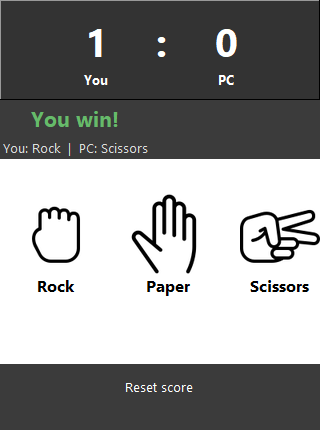 1 : 0
You PC
You win!
You: Rock | PC: Scissors
Rock Paper Scissors
Reset score